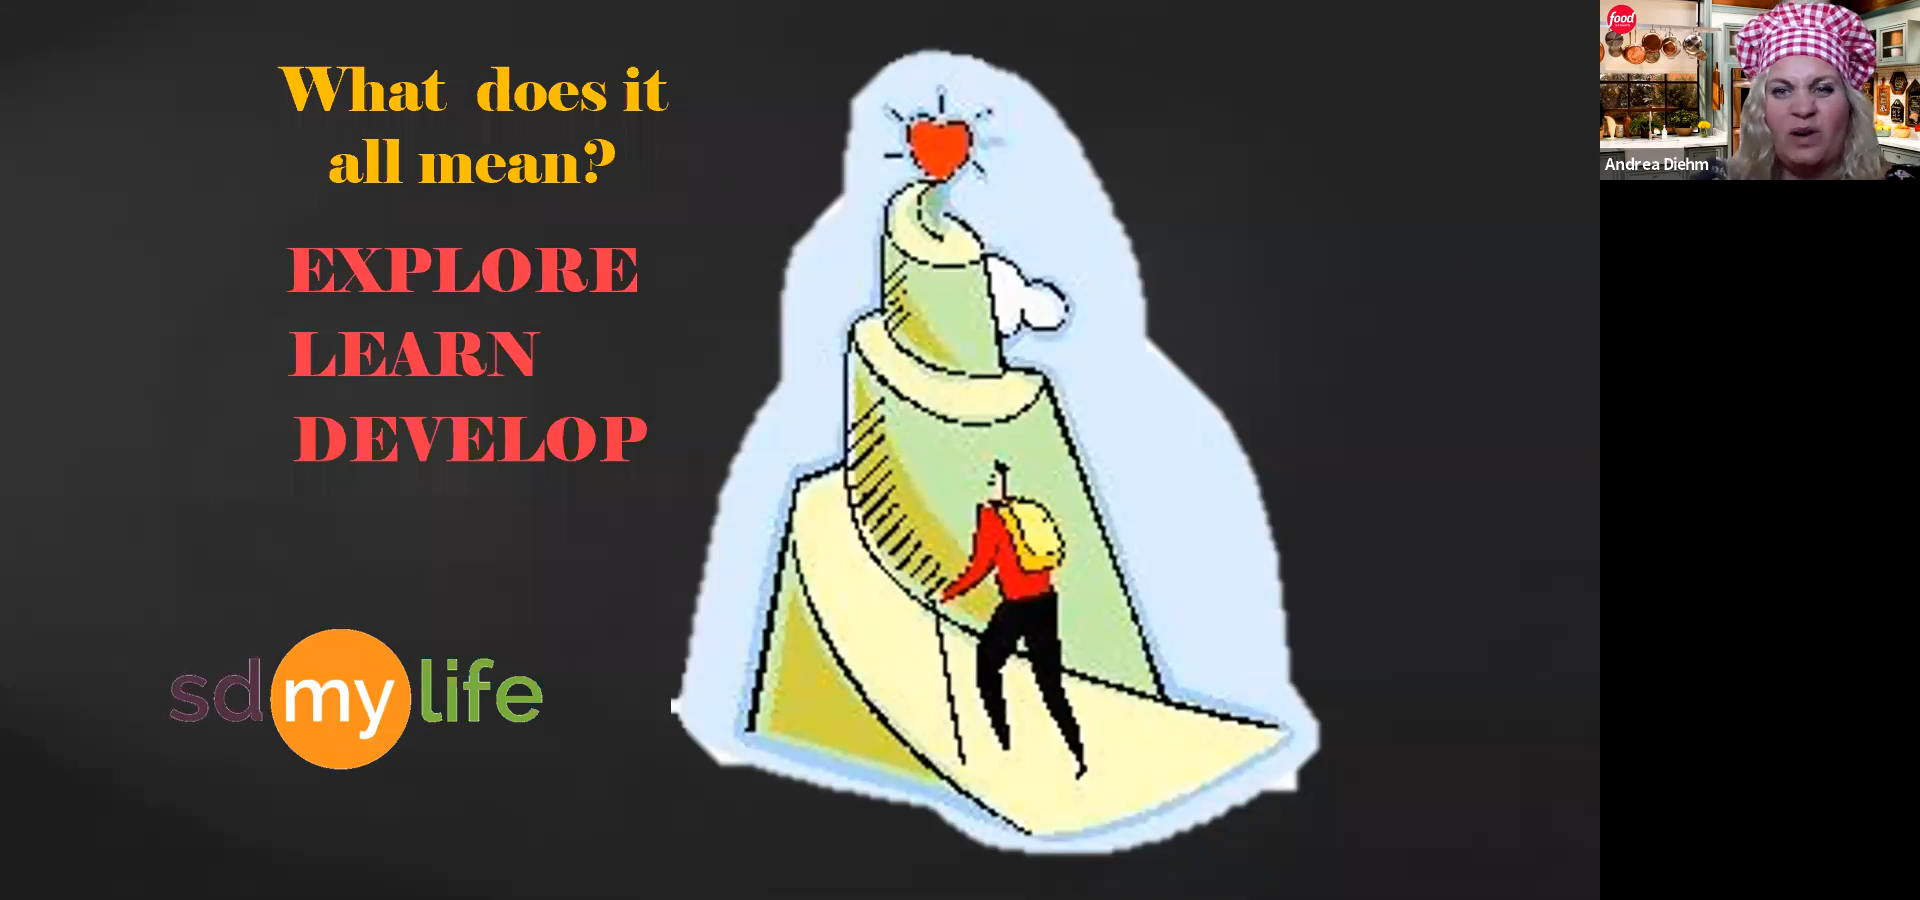 What does it
all mean?
EXPLORE
LEARN
DEVELOP
sdmylife
food
Andrea Diehm